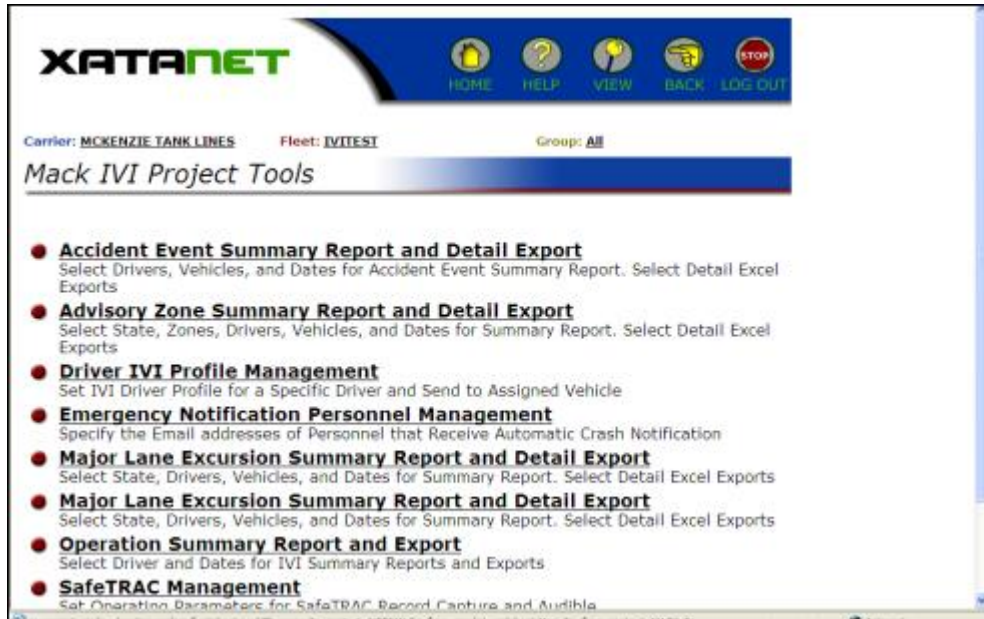 XATANET
HOME HELP VIEW BACK LOG OUT
STOP
Carrier: MCKENZIE TANK LINES Fleet: IVITEST Group: All
Mack IVI Project Tools
Accident Event Summary Report and Detail Export
Select Drivers, Vehicles, and Dates for Accident Event Summary Report. Select Detail Excel
Exports
Advisory Zone Summary Report and Detail Export
Select State, Zones, Drivers, Vehicles, and Dates for Summary Report. Select Detail Excel
Exports
Driver IVI Profile Management
Set IVI Driver Profile for a Specific Driver and Send to Assigned Vehicle
Emergency Notification Personnel Management
Specify the Email addresses of Personnel that Receive Automatic Crash Notification
Major Lane Excursion Summary Report and Detail Export
Select State, Drivers, Vehicles, and Dates for Summary Report. Select Detail Excel Exports
Major Lane Excursion Summary Report and Detail Export
Select State, Drivers, Vehicles, and Dates for Summary Report. Select Detail Excel Exports
Operation Summary Report and Export
Select Driver and Dates for IVI Summary Reports and Exports
SafeTRAC Management
Set Operating Parameters for SafeTRAC Record Capture and Audible